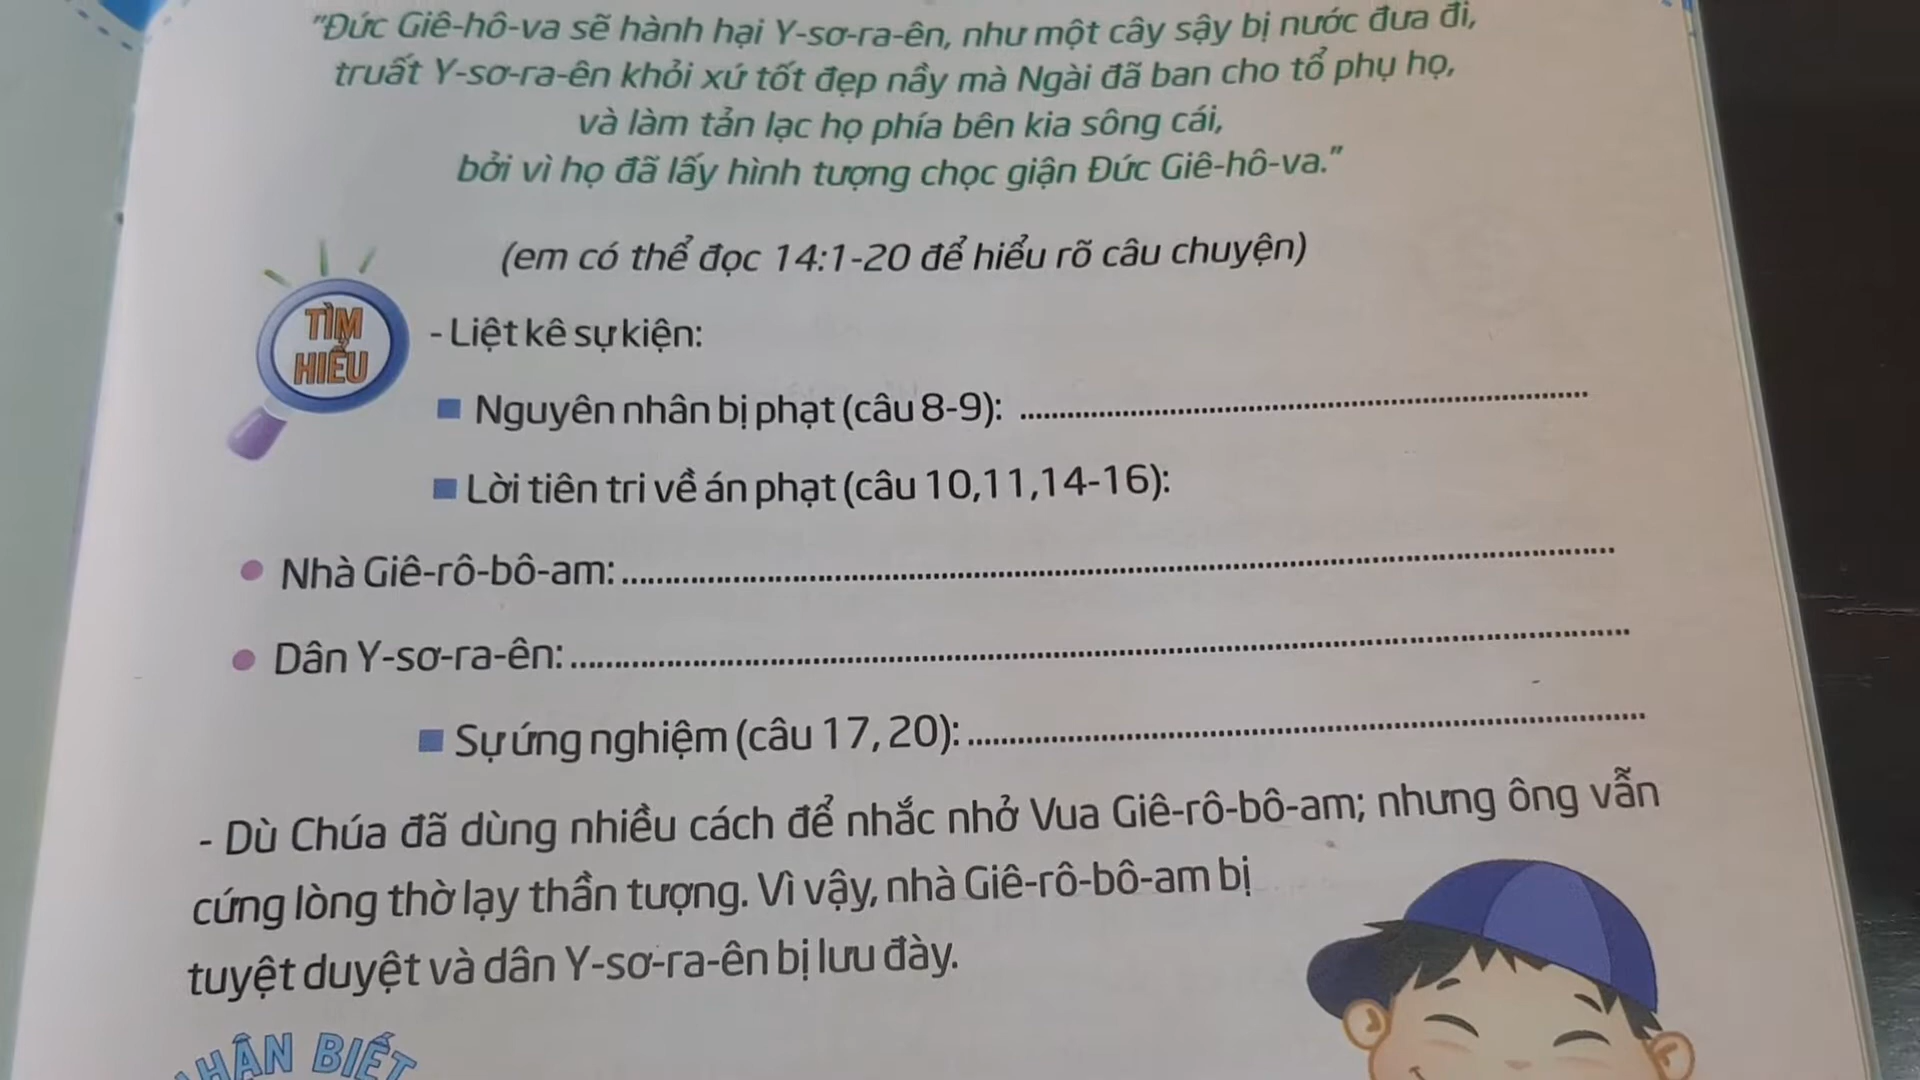 "Đức Giê-hô-va sẽ hành hại Y-sơ-ra-ên, như một cây sậy bị nước đưa đi,
truất Y-sơ-ra-ên khỏi xứ tốt đẹp nầy mà Ngài đã ban cho tổ phụ họ,
và làm tản lạc họ phía bên kia sông cái,
bởi vì họ đã lấy hình tượng chọc giận Đức Giê-hô-va."
(em có thể đọc 14:1-20 để hiểu rõ câu chuyện)
TÌM
HIỂU
- Liệt kê sự kiện:
Nguyên nhân bị phạt (câu 8-9): ..........
Lời tiên tri về án phạt (câu 10,11,14-16):
Nhà Giê-rô-bô-am: ..........
Dân Y-sơ-ra-ên: ..........
Sự ứng nghiệm (câu 17, 20): ..........
- Dù Chúa đã dùng nhiều cách để nhắc nhở Vua Giê-rô-bô-am; nhưng ông vẫn
cứng lòng thờ lạy thần tượng. Vì vậy, nhà Giê-rô-bô-am bị
tuyệt duyệt và dân Y-sơ-ra-ên bị lưu đày.
NHẬN BIẾT